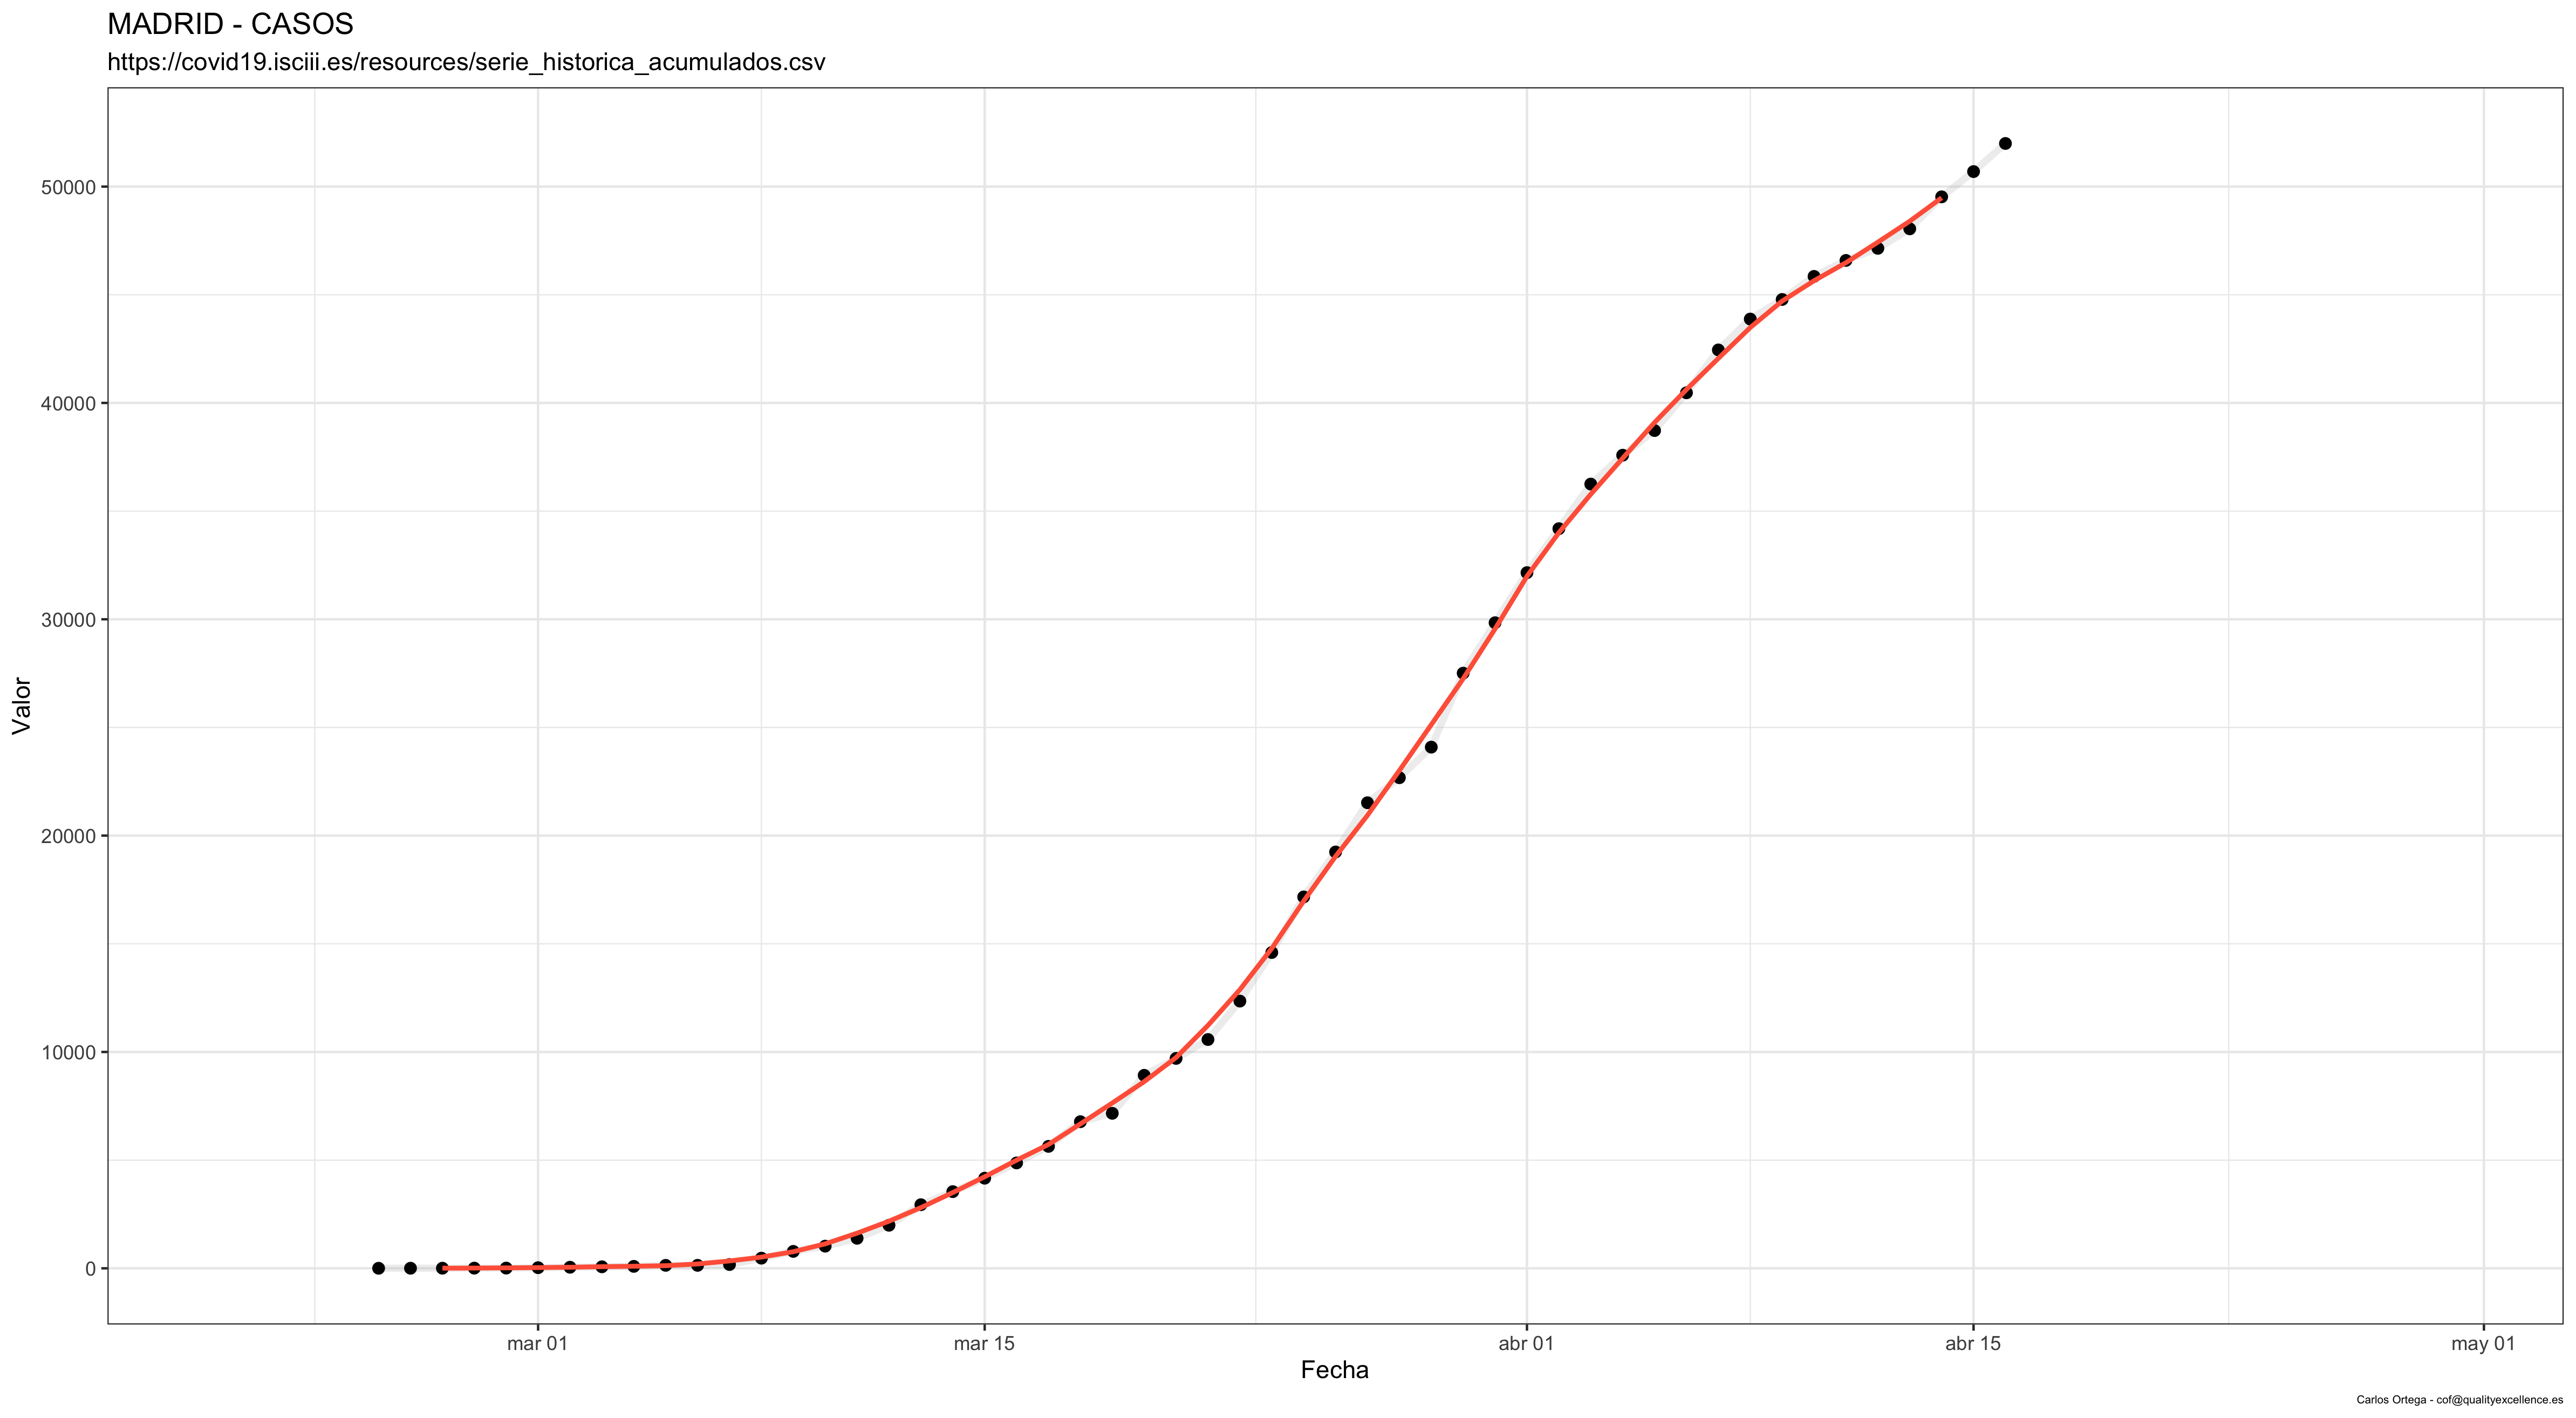 MADRID - CASOS
https://covid19.isciii.es/resources/serie_historica_acumulados.csv
Valor
50000
40000
30000
20000
10000
0
mar 01 mar 15 abr 01 abr 15 may 01
Fecha
Carlos Ortega - cof@qualityexcellence.es